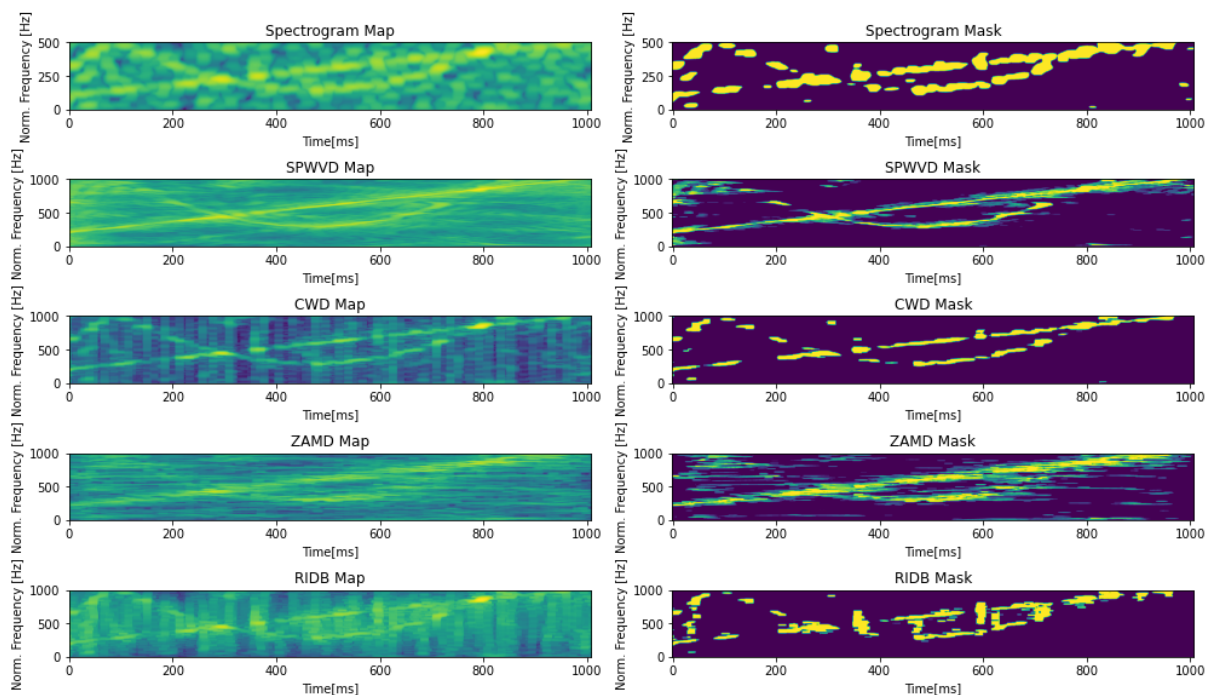 Spectrogram Map
Norm. Frequency [Hz]
500
250
0
0 200 400 600 800 1000
Time[ms]
Spectrogram Mask
Norm. Frequency [Hz]
500
250
0
0 200 400 600 800 1000
Time[ms]
SPWVD Map
Norm. Frequency [Hz]
1000
500
0
0 200 400 600 800 1000
Time[ms]
SPWVD Mask
Norm. Frequency [Hz]
1000
500
0
0 200 400 600 800 1000
Time[ms]
CWD Map
Norm. Frequency [Hz]
1000
500
0
0 200 400 600 800 1000
Time[ms]
CWD Mask
Norm. Frequency [Hz]
1000
500
0
0 200 400 600 800 1000
Time[ms]
ZAMD Map
Norm. Frequency [Hz]
1000
500
0
0 200 400 600 800 1000
Time[ms]
ZAMD Mask
Norm. Frequency [Hz]
1000
500
0
0 200 400 600 800 1000
Time[ms]
RIDB Map
Norm. Frequency [Hz]
1000
500
0
0 200 400 600 800 1000
Time[ms]
RIDB Mask
Norm. Frequency [Hz]
1000
500
0
0 200 400 600 800 1000
Time[ms]